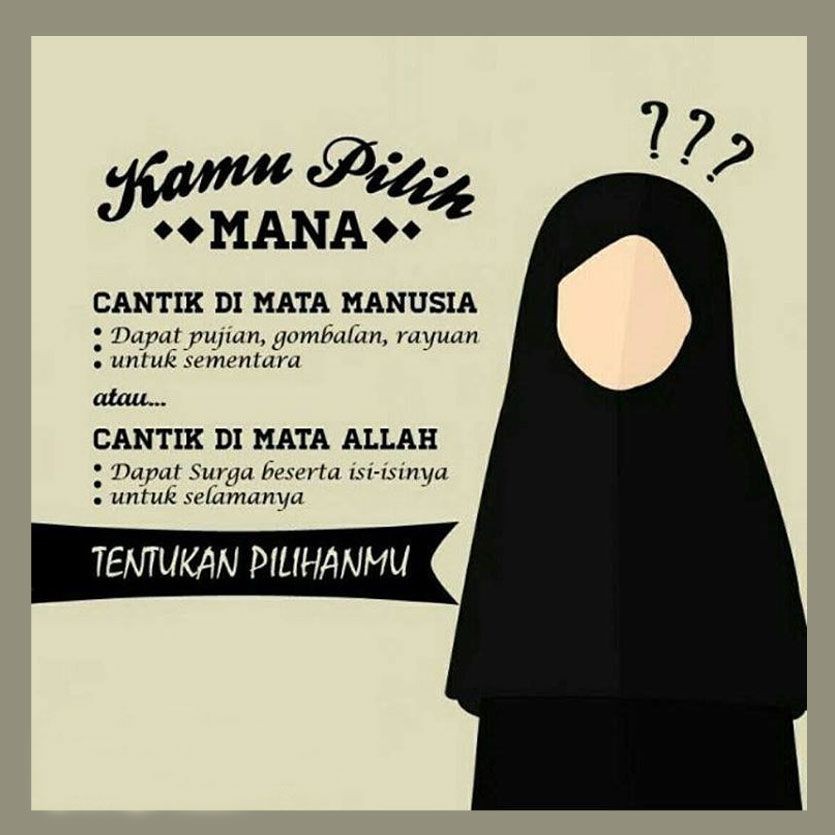 ???
Kamu Pilih
MANA
CANTIK DI MATA MANUSIA
Dapat pujian, gombalan, rayuan
untuk sementara
atau...
CANTIK DI MATA ALLAH
Dapat Surga beserta isi-isinya
untuk selamanya
TENTUKAN PILIHANMU